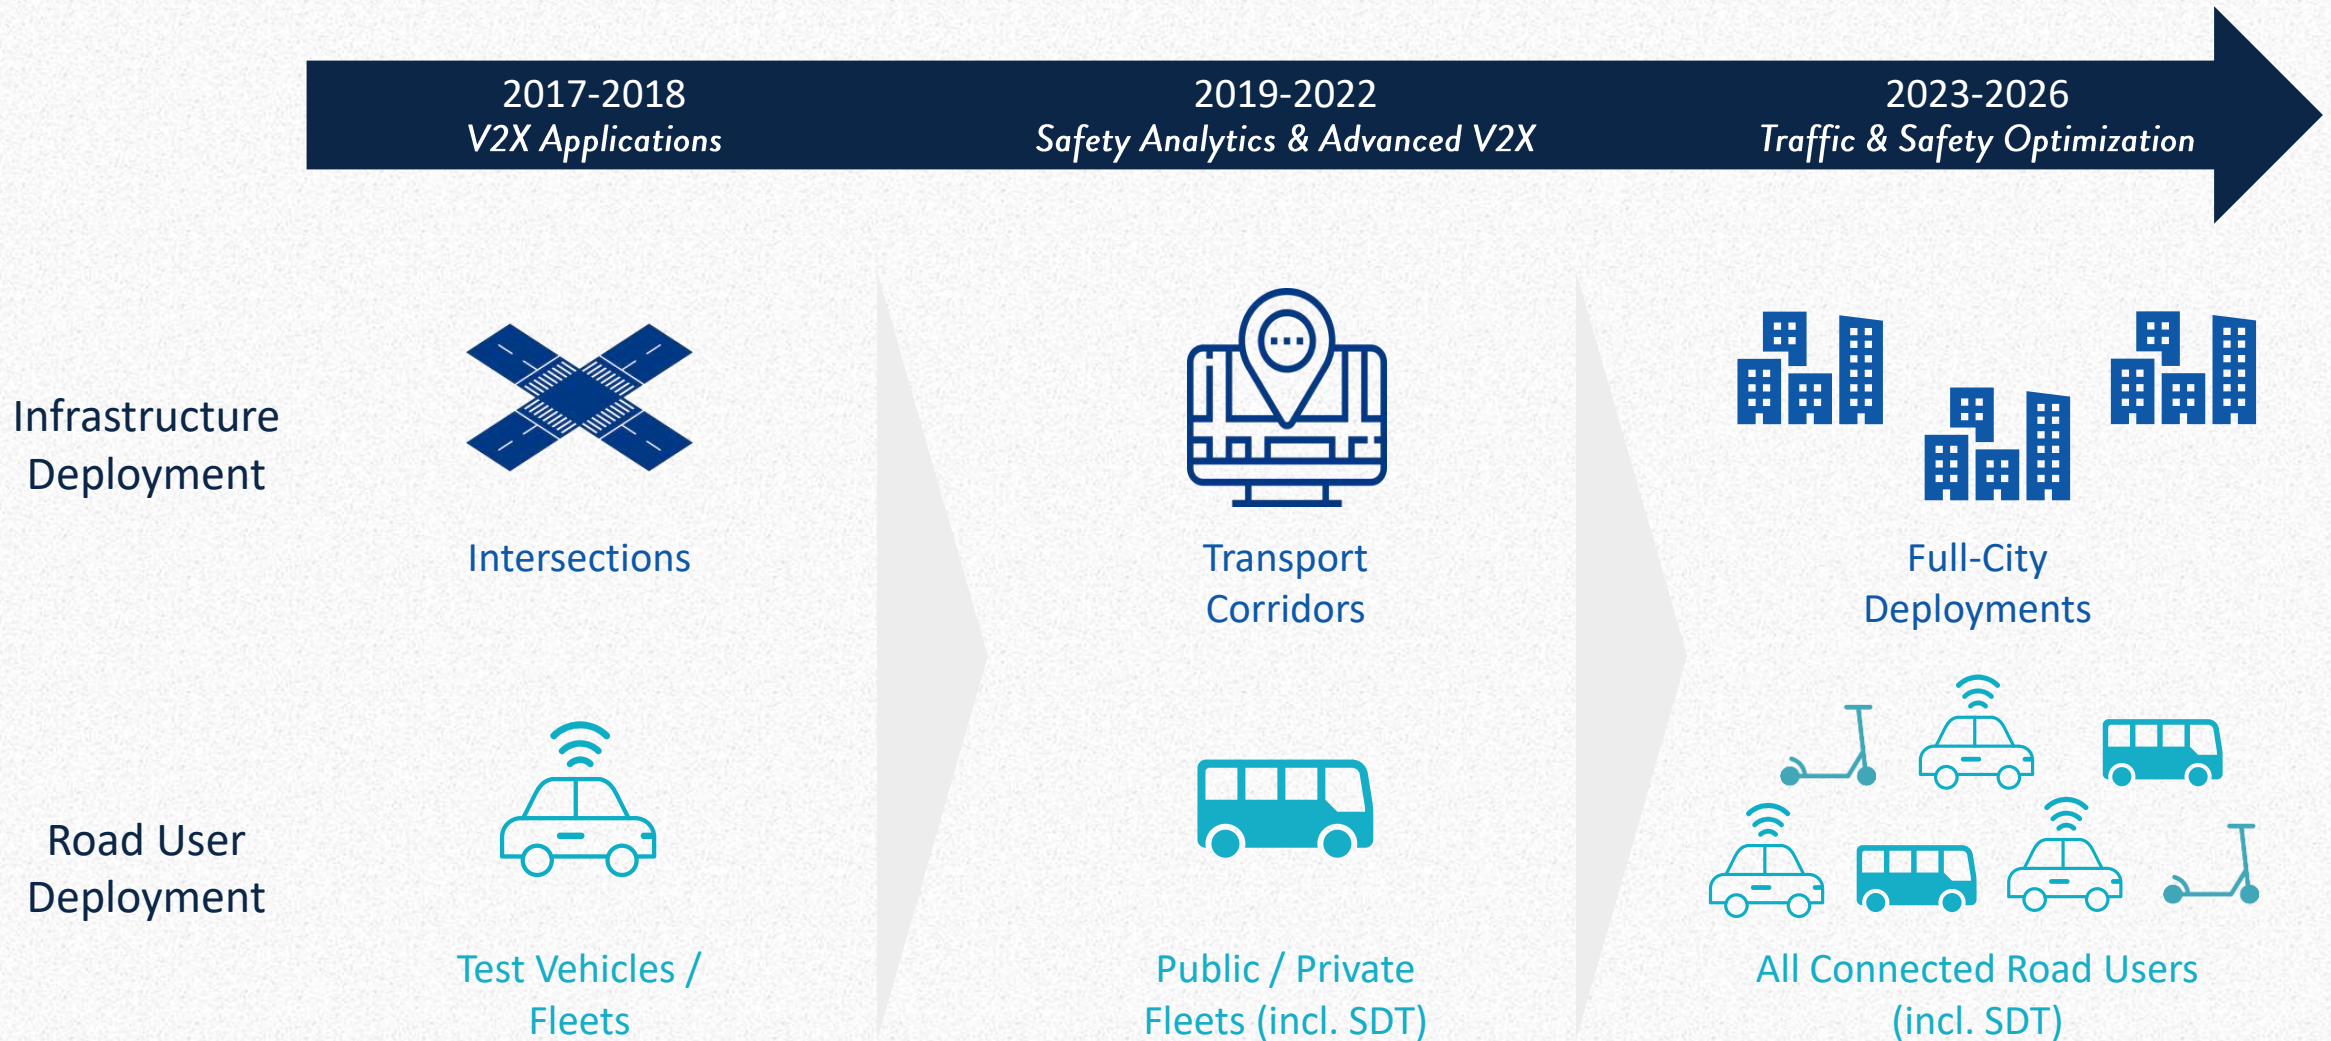 2017-2018
V2X Applications
2019-2022
Safety Analytics & Advanced V2X
2023-2026
Traffic & Safety Optimization
Infrastructure
Deployment
Intersections
Transport
Corridors
Full-City
Deployments
Road User
Deployment
Test Vehicles /
Fleets
Public / Private
Fleets (incl. SDT)
All Connected Road Users
(incl. SDT)